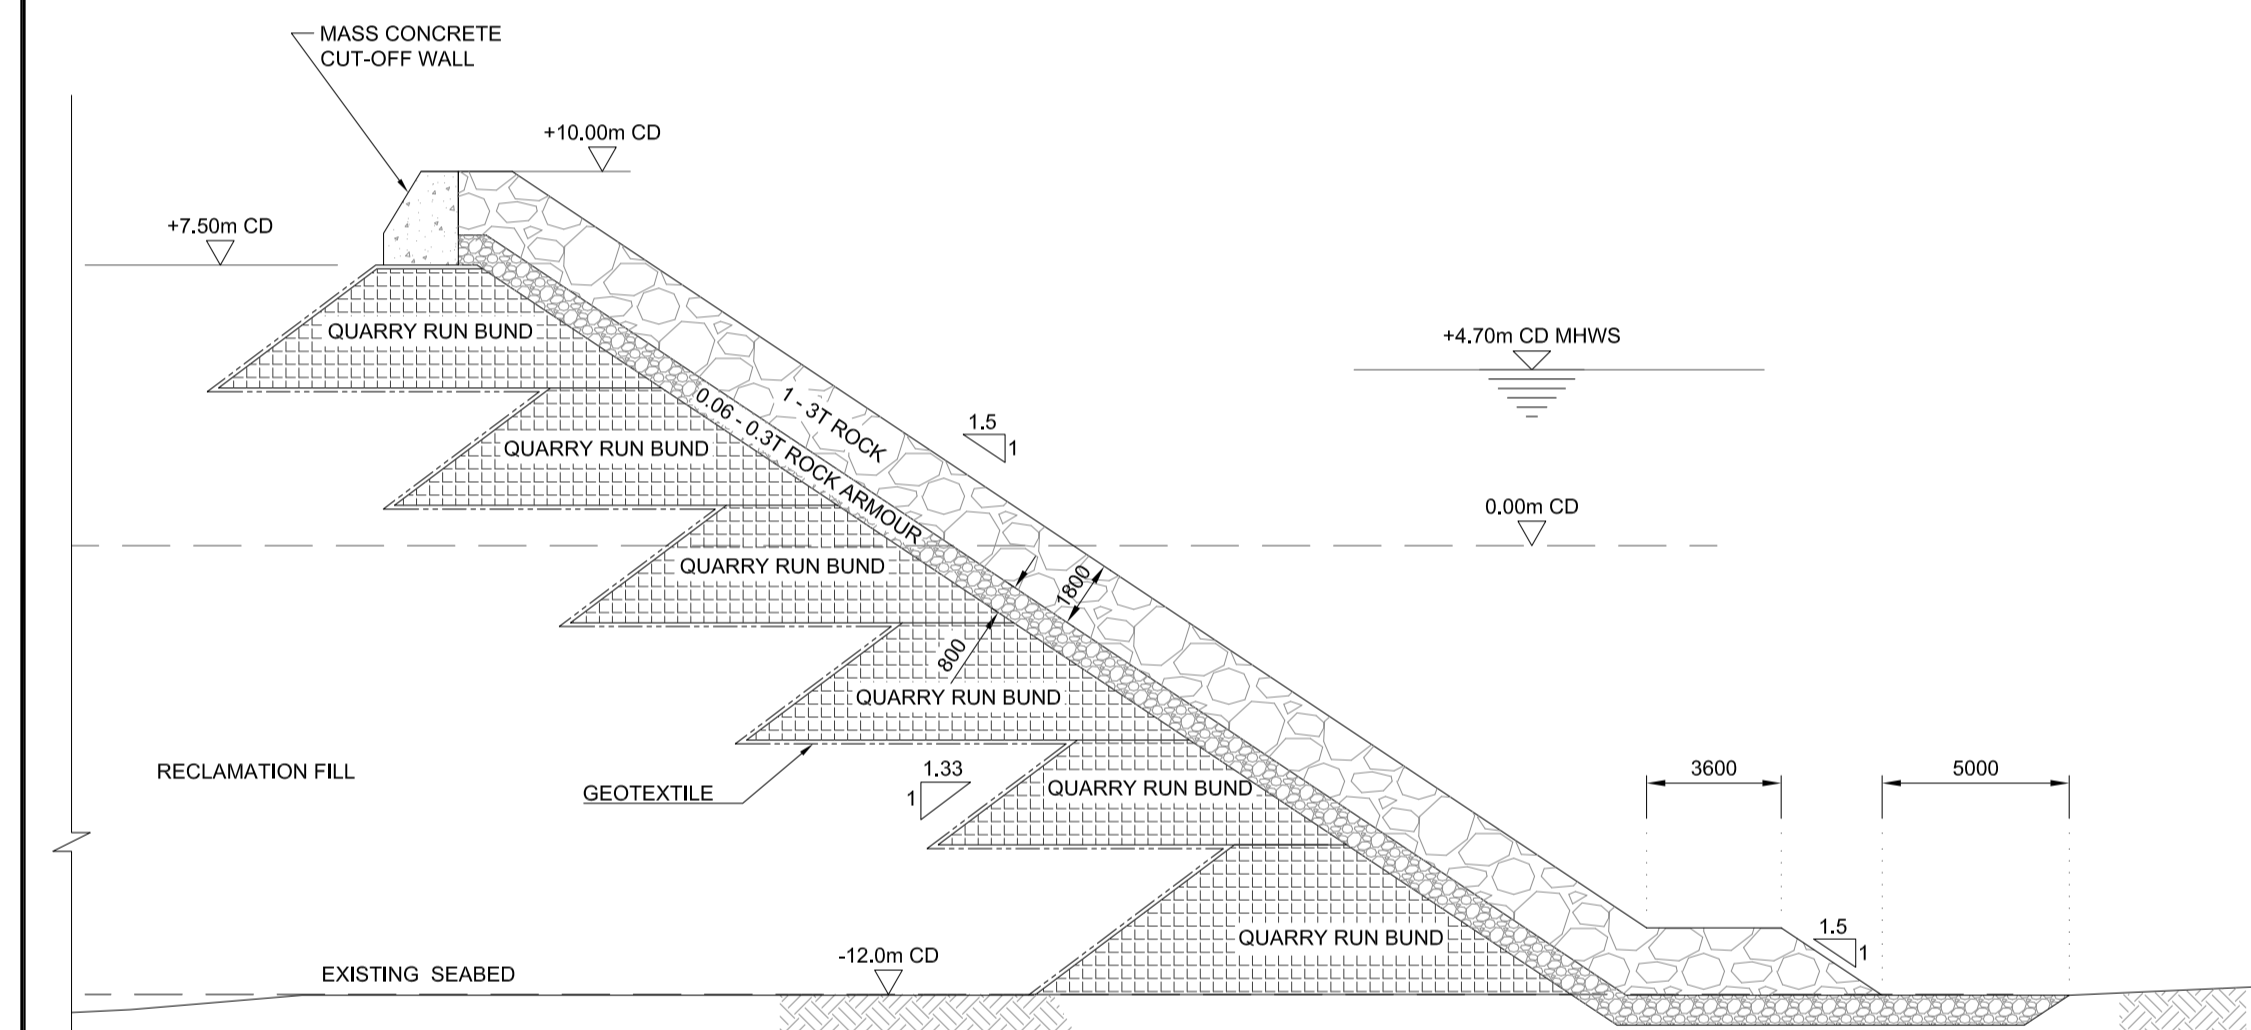 MASS CONCRETE
CUT-OFF WALL
+10.00m CD
+7.50m CD
QUARRY RUN BUND
+4.70m CD MHWS
1 - 3T ROCK
0.06 - 0.3T ROCK ARMOUR
1.5
1
QUARRY RUN BUND
0.00m CD
QUARRY RUN BUND
1800
800
QUARRY RUN BUND
RECLAMATION FILL
GEOTEXTILE
1.33
1
QUARRY RUN BUND
3600
5000
1.5
1
QUARRY RUN BUND
-12.0m CD
EXISTING SEABED